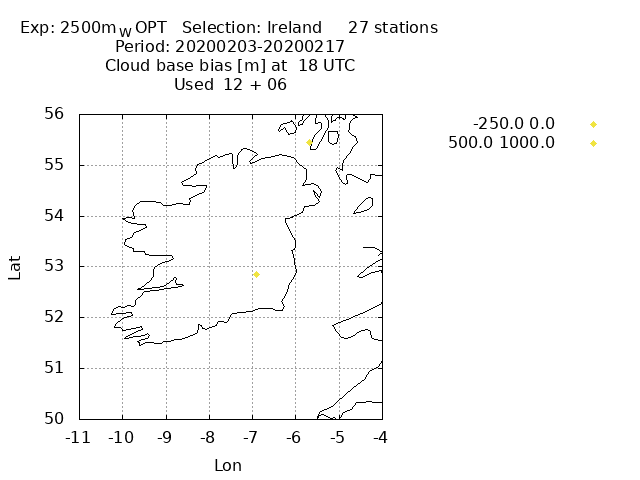 Exp: 2500m_W OPT Selection: Ireland 27 stations
Period: 20200203-20200217
Cloud base bias [m] at 18 UTC
Used 12 + 06
-250.0 0.0
500.0 1000.0
56
55
54
53
52
51
50
Lat
-11 -10 -9 -8 -7 -6 -5 -4
Lon